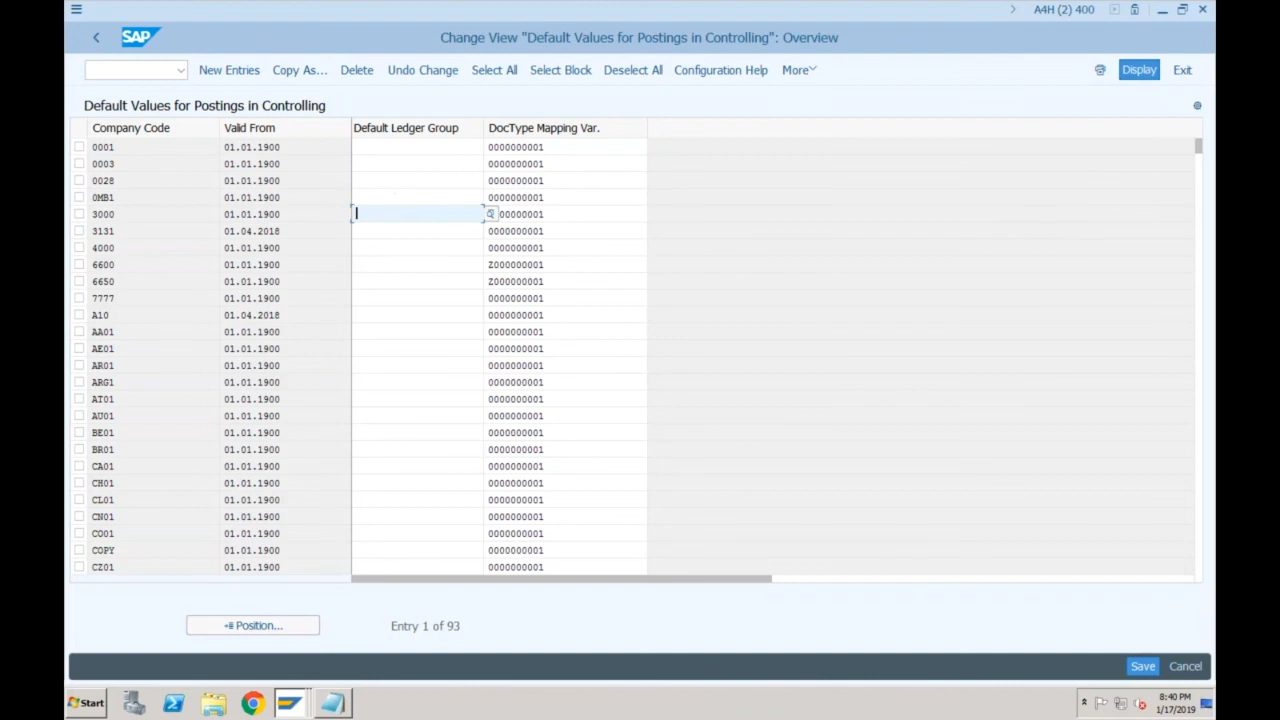 A4H (2) 400
SAP
Change View "Default Values for Postings in Controlling": Overview
New Entries Copy As... Delete Undo Change Select All Select Block Deselect All Configuration Help More Display Exit
Default Values for Postings in Controlling
Company Code Valid From Default Ledger Group DocType Mapping Var.
0001 01.01.1900 0000000001
0003 01.01.1900 0000000001
0028 01.01.1900 0000000001
0MB1 01.01.1900 0000000001
3000 01.01.1900 00000001
3131 01.04.2018 0000000001
4000 01.01.1900 0000000001
6600 01.01.1900 Z000000001
6650 01.01.1900 Z000000001
7777 01.01.1900 0000000001
A10 01.04.2018 0000000001
AA01 01.01.1900 0000000001
AE01 01.01.1900 0000000001
AR01 01.01.1900 0000000001
ARG1 01.01.1900 0000000001
AT01 01.01.1900 0000000001
AU01 01.01.1900 0000000001
BE01 01.01.1900 0000000001
BR01 01.01.1900 0000000001
CA01 01.01.1900 0000000001
CH01 01.01.1900 0000000001
CL01 01.01.1900 0000000001
CN01 01.01.1900 0000000001
CO01 01.01.1900 0000000001
COPY 01.01.1900 0000000001
CZ01 01.01.1900 0000000001
Position... Entry 1 of 93
Save Cancel
Start
8:40 PM
1/17/2019